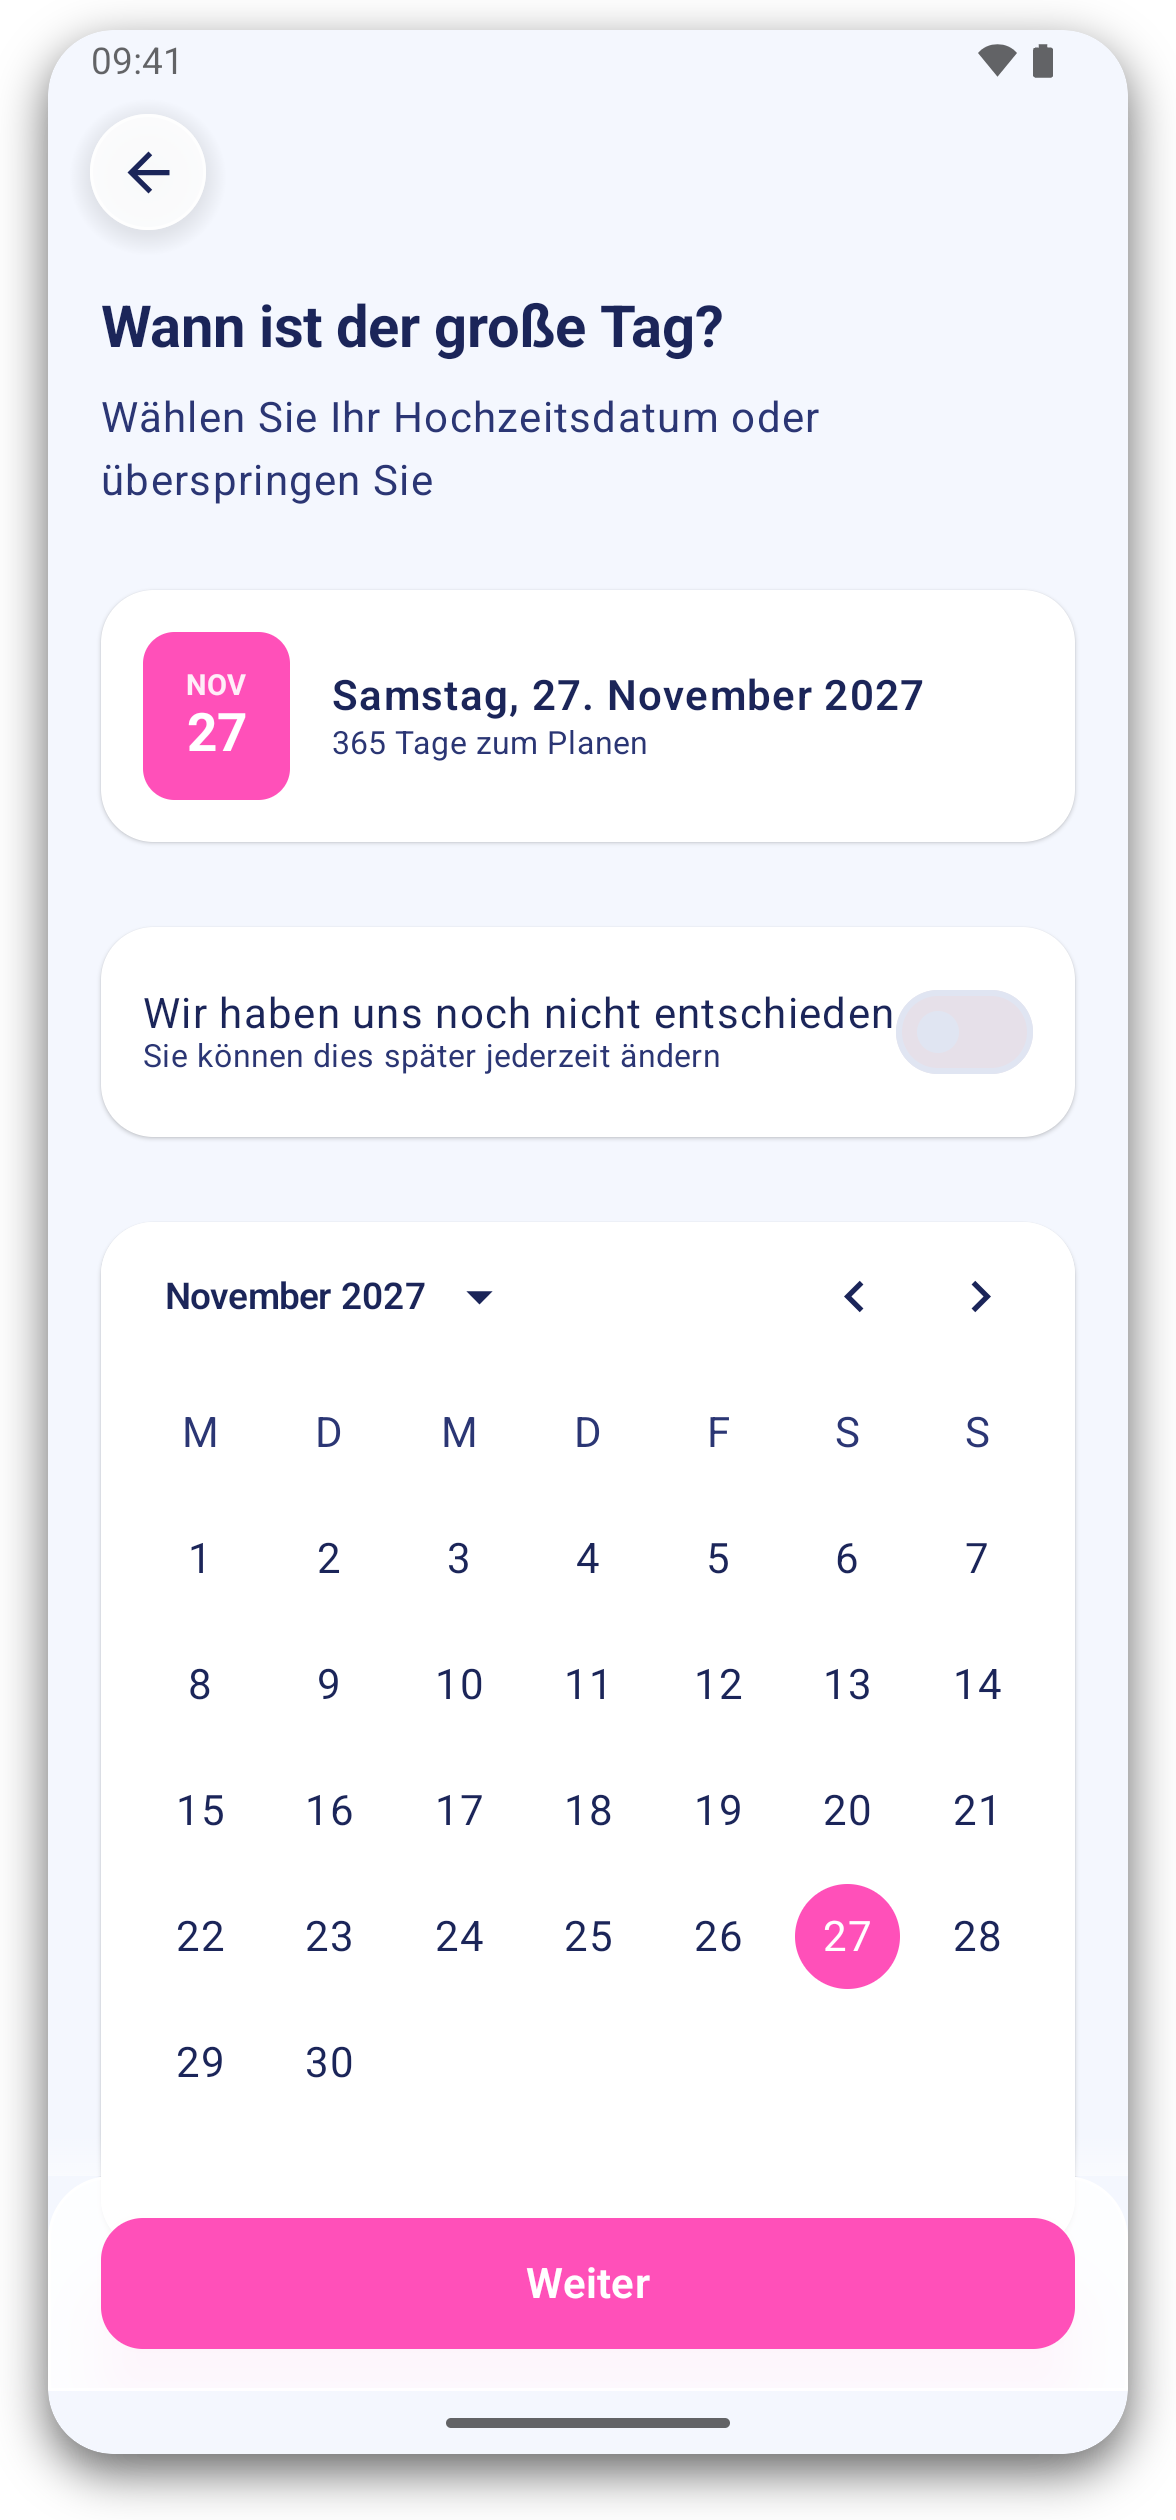 09:41
Wann ist der große Tag?
Wählen Sie Ihr Hochzeitsdatum oder
überspringen Sie
NOV
27
Samstag, 27. November 2027
365 Tage zum Planen
Wir haben uns noch nicht entschieden
Sie können dies später jederzeit ändern
November 2027
M D M D F S S
1 2 3 4 5 6 7
8 9 10 11 12 13 14
15 16 17 18 19 20 21
22 23 24 25 26 27 28
29 30
Weiter